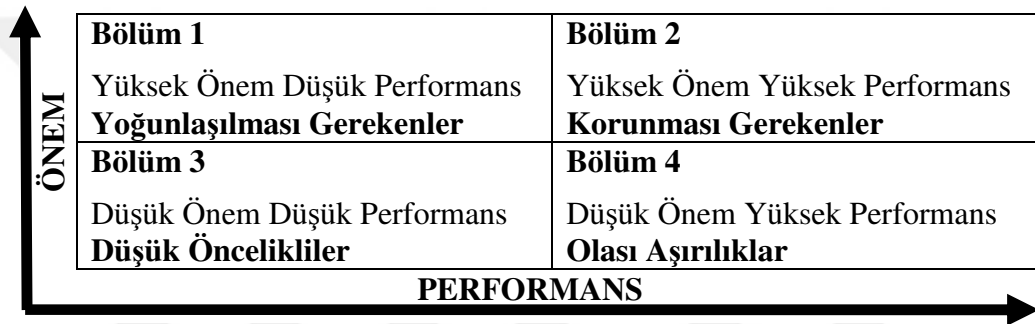 ÖNEM
Bölüm 1
Yüksek Önem Düşük Performans
Yoğunlaşılması Gerekenler
Bölüm 2
Yüksek Önem Yüksek Performans
Korunması Gerekenler
Bölüm 3
Düşük Önem Düşük Performans
Düşük Öncelikliler
Bölüm 4
Düşük Önem Yüksek Performans
Olası Aşırılıklar
PERFORMANS